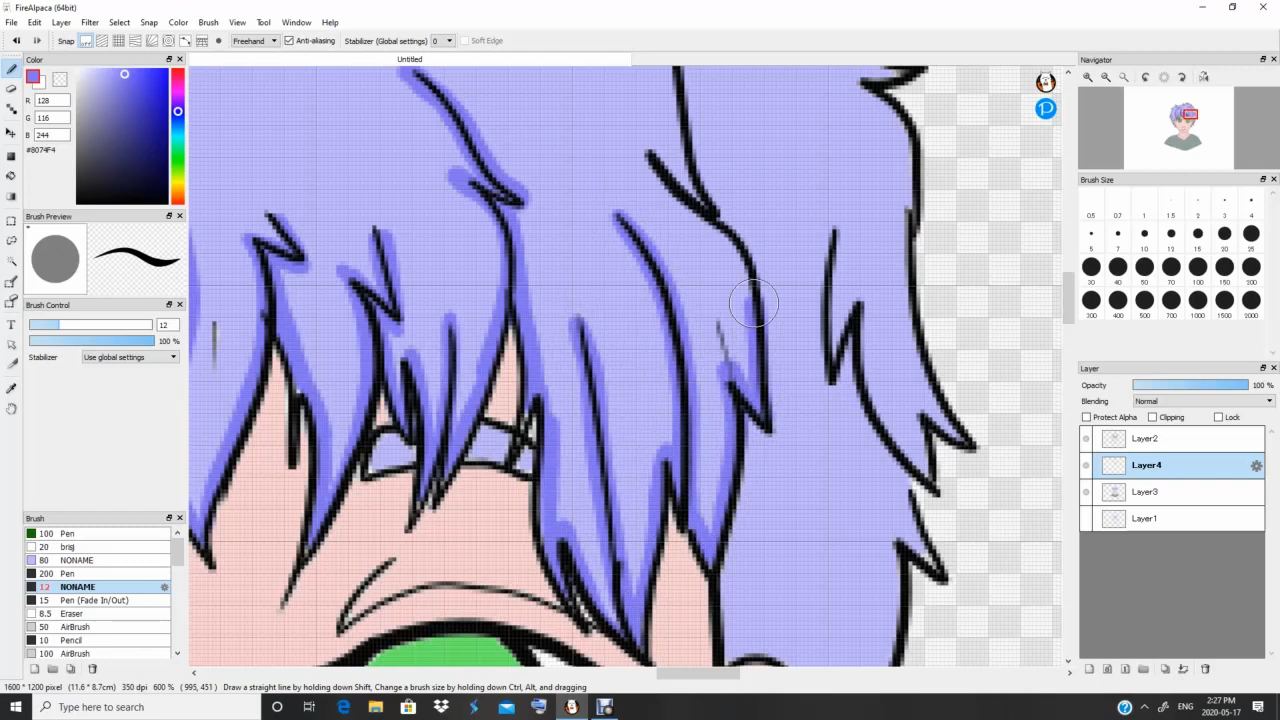 FireAlpaca (64bit)
File Edit Layer Filter Select Snap Color Brush View Tool Window Help
Snap OFF Freehand Anti-aliasing Stabilizer (Global settings) 0 Soft Edge
Color
Untitled
Navigator
R 128
G 116
B 244
#8074F4
Brush Size
0.5 0.7 1 1.5 2 3 4
5 7 10 12 15 20 25
30 40 50 70 100 150 200
300 400 500 700 1000 1500 2000
Brush Preview
Brush Control
12
100 %
Stabilizer Use global settings
Layer
Opacity 100 %
Blending Normal
Protect Alpha Clipping Lock
Layer2
Layer4
Layer3
Layer1
Brush
100 Pen
20 brisj
80 NONAME
200 Pen
12 NONAME
15 Pen (Fade In/Out)
8.5 Eraser
50 AirBrush
10 Pencil
100 AirBrush
1600 * 1200 pixel (11.6 * 8.7cm) 350 dpi 600 % ( 995, 451 ) Draw a straight line by holding down Shift, Change a brush size by holding down Ctrl, Alt, and dragging
Type here to search
ENG
2:27 PM
2020-05-17